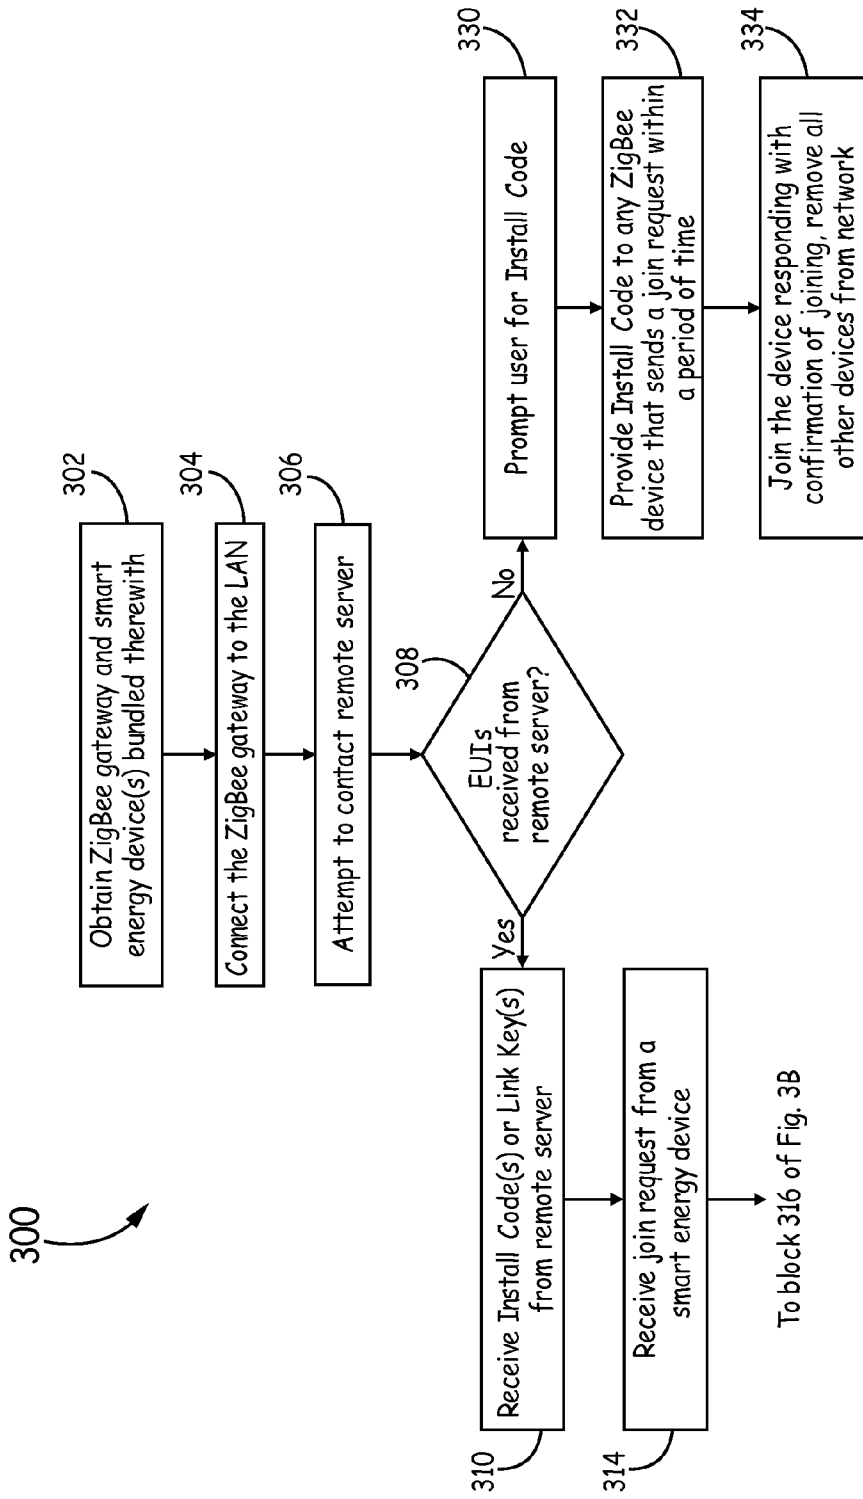 300
302
Obtain ZigBee gateway and smart
energy device(s) bundled therewith
304
Connect the ZigBee gateway to the LAN
306
Attempt to contact remote server
308
EUIs
received from
remote server?
Yes
No
310
Receive Install Code(s) or Link Key(s)
from remote server
314
Receive join request from a
smart energy device
To block 316 of Fig. 3B
330
Prompt user for Install Code
332
Provide Install Code to any ZigBee
device that sends a join request within
a period of time
334
Join the device responding with
confirmation of joining, remove all
other devices from network